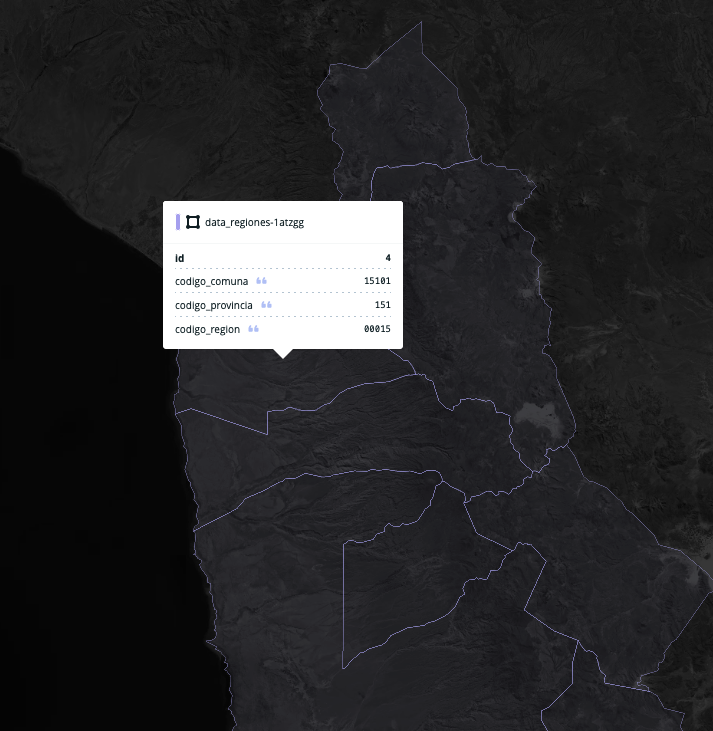 data_regiones-1atzgg
id 4
codigo_comuna ❝ 15101
codigo_provincia ❝ 151
codigo_region ❝ 00015